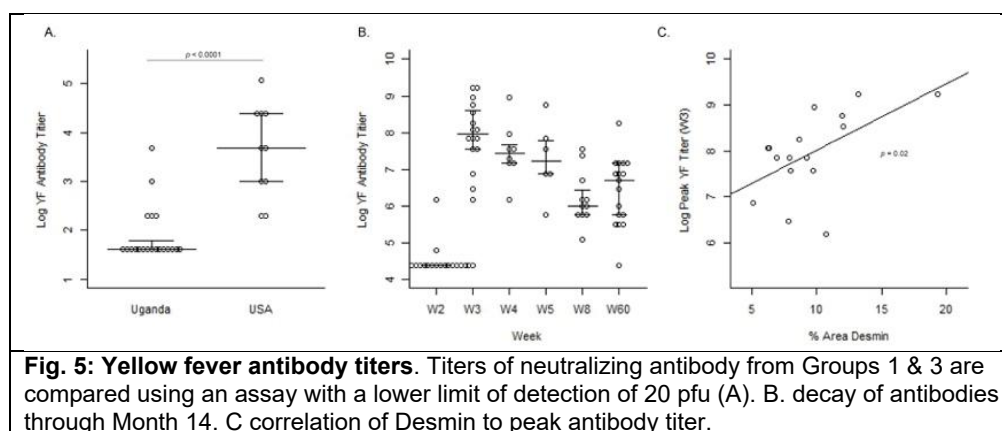 A.
B.
C.
p < 0.0001
Log YF Antibody Titier
5
4
3
2
1
Uganda
USA
Log YF Antibody Titier
10
9
8
7
6
5
4
W2
W3
W4
W5
W8
W60
Week
Log Peak YF Titer (W3)
10
9
8
7
6
p = 0.02
5
10
15
20
% Area Desmin
Fig. 5: Yellow fever antibody titers. Titers of neutralizing antibody from Groups 1 & 3 are
compared using an assay with a lower limit of detection of 20 pfu (A). B. decay of antibodies
through Month 14. C correlation of Desmin to peak antibody titer.